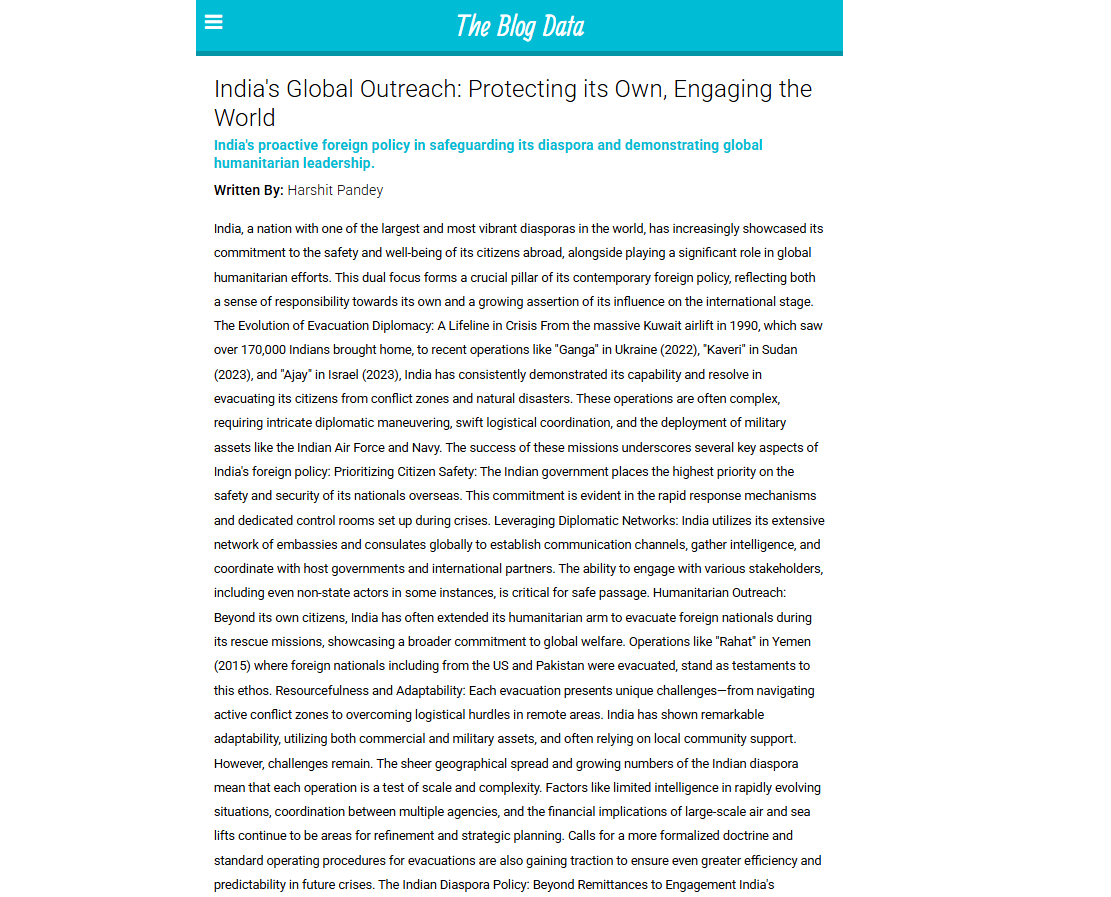 The Blog Data
India's Global Outreach: Protecting its Own, Engaging the
World
India's proactive foreign policy in safeguarding its diaspora and demonstrating global
humanitarian leadership.
Written By: Harshit Pandey
India, a nation with one of the largest and most vibrant diasporas in the world, has increasingly showcased its
commitment to the safety and well-being of its citizens abroad, alongside playing a significant role in global
humanitarian efforts. This dual focus forms a crucial pillar of its contemporary foreign policy, reflecting both
a sense of responsibility towards its own and a growing assertion of its influence on the international stage.
The Evolution of Evacuation Diplomacy: A Lifeline in Crisis From the massive Kuwait airlift in 1990, which saw
over 170,000 Indians brought home, to recent operations like "Ganga" in Ukraine (2022), "Kaveri" in Sudan
(2023), and "Ajay" in Israel (2023), India has consistently demonstrated its capability and resolve in
evacuating its citizens from conflict zones and natural disasters. These operations are often complex,
requiring intricate diplomatic maneuvering, swift logistical coordination, and the deployment of military
assets like the Indian Air Force and Navy. The success of these missions underscores several key aspects of
India's foreign policy: Prioritizing Citizen Safety: The Indian government places the highest priority on the
safety and security of its nationals overseas. This commitment is evident in the rapid response mechanisms
and dedicated control rooms set up during crises. Leveraging Diplomatic Networks: India utilizes its extensive
network of embassies and consulates globally to establish communication channels, gather intelligence, and
coordinate with host governments and international partners. The ability to engage with various stakeholders,
including even non-state actors in some instances, is critical for safe passage. Humanitarian Outreach:
Beyond its own citizens, India has often extended its humanitarian arm to evacuate foreign nationals during
its rescue missions, showcasing a broader commitment to global welfare. Operations like "Rahat" in Yemen
(2015) where foreign nationals including from the US and Pakistan were evacuated, stand as testaments to
this ethos. Resourcefulness and Adaptability: Each evacuation presents unique challenges—from navigating
active conflict zones to overcoming logistical hurdles in remote areas. India has shown remarkable
adaptability, utilizing both commercial and military assets, and often relying on local community support.
However, challenges remain. The sheer geographical spread and growing numbers of the Indian diaspora
mean that each operation is a test of scale and complexity. Factors like limited intelligence in rapidly evolving
situations, coordination between multiple agencies, and the financial implications of large-scale air and sea
lifts continue to be areas for refinement and strategic planning. Calls for a more formalized doctrine and
standard operating procedures for evacuations are also gaining traction to ensure even greater efficiency and
predictability in future crises. The Indian Diaspora Policy: Beyond Remittances to Engagement India's